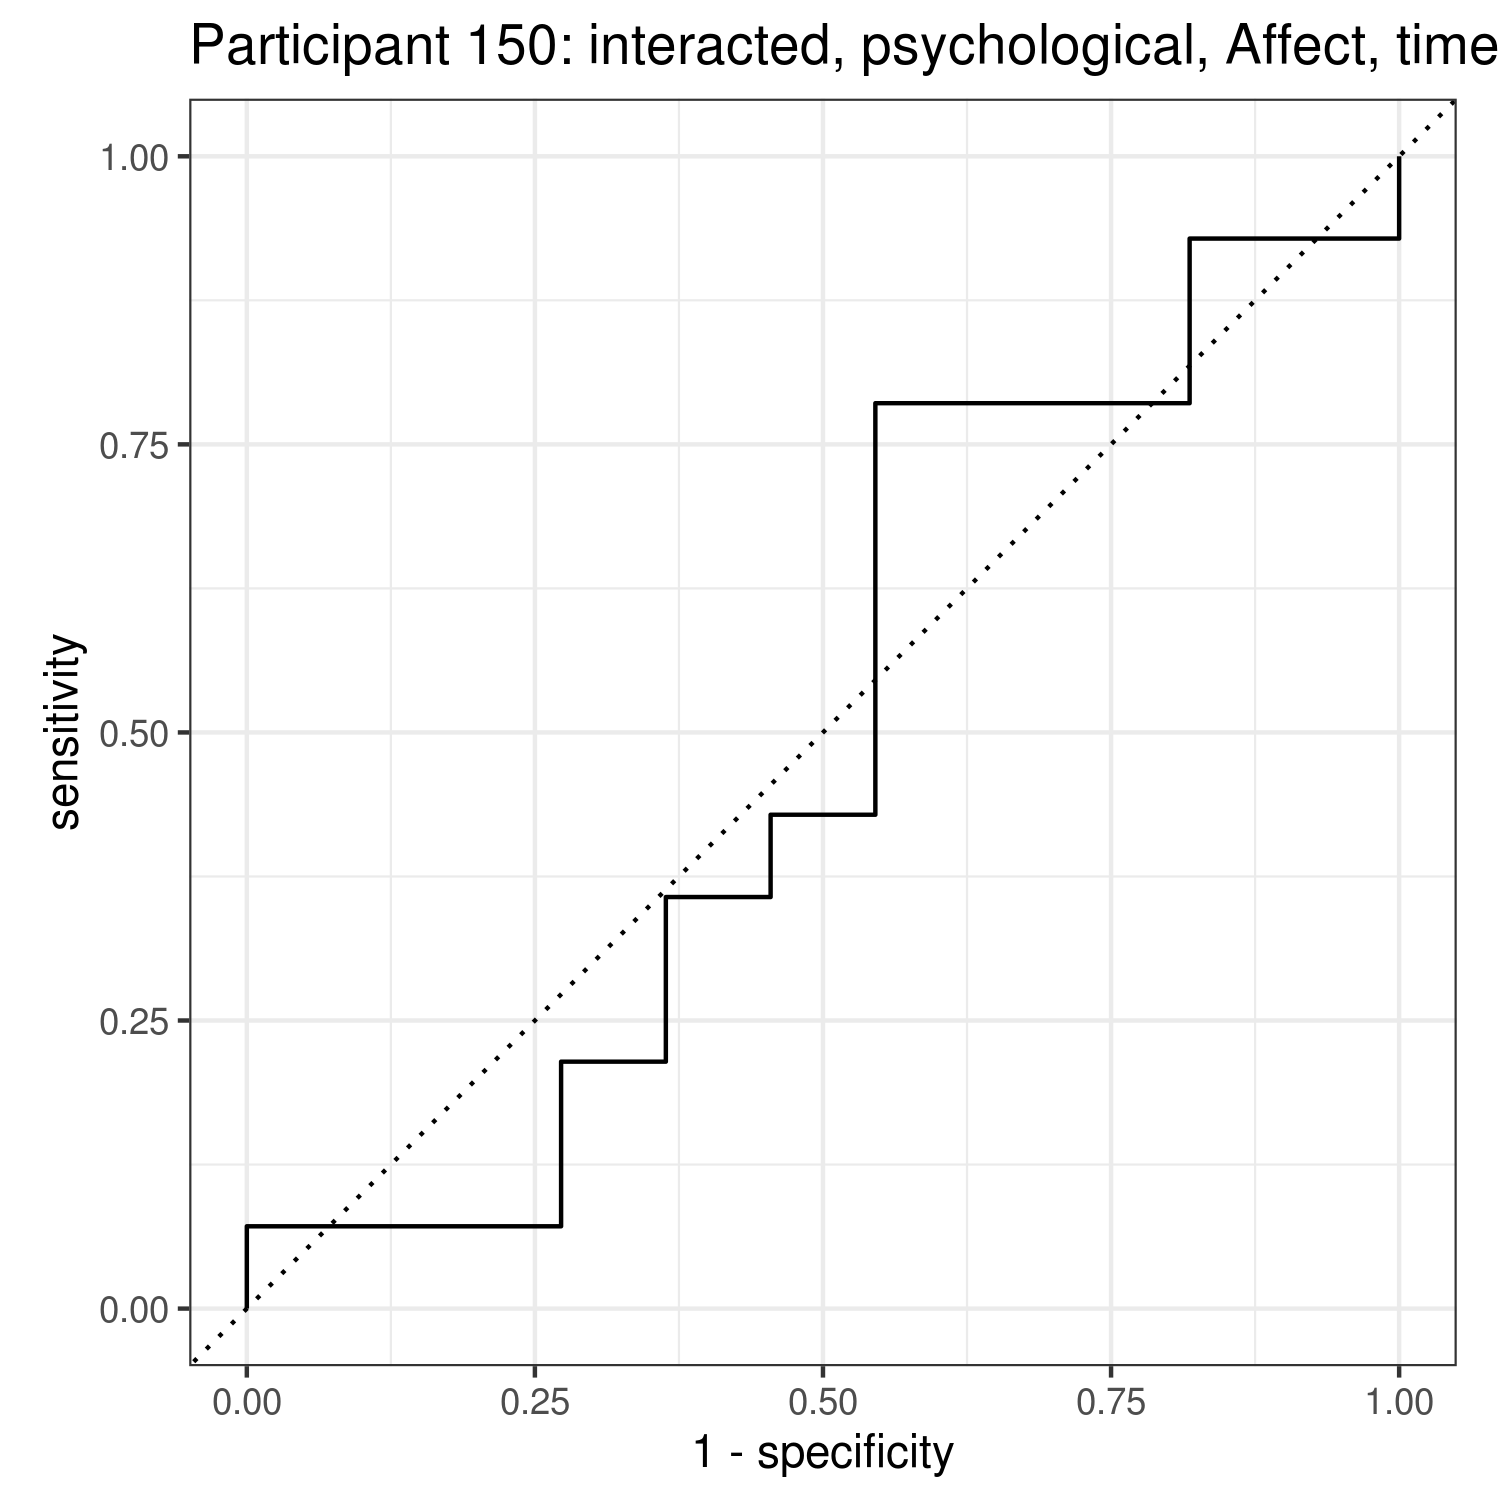 Participant 150: interacted, psychological, Affect, time
1.00
0.75
0.50
0.25
0.00
sensitivity
0.00 0.25 0.50 0.75 1.00
1 - specificity